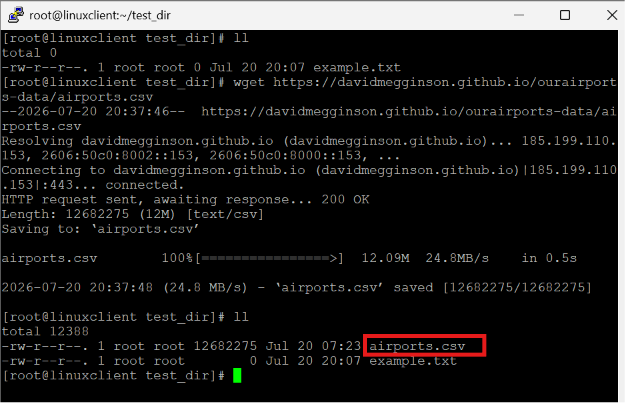 linuxclient:~/test_dir
[root@linuxclient test_dir]# ll
total 0
-rw-r--r--. 1 root root 0 Jul 20 20:07 example.txt
[root@linuxclient test_dir]# wget https://davidmegginson.github.io/ourairport
s-data/airports.csv
--2026-07-20 20:37:46--  https://davidmegginson.github.io/ourairports-data/ai
rports.csv
Resolving davidmegginson.github.io (davidmegginson.github.io)... 185.199.110.
153, 2606:50c0:8002::153, 2606:50c0:8000::153, ...
Connecting to davidmegginson.github.io (davidmegginson.github.io)|185.199.110
.153|:443... connected.
HTTP request sent, awaiting response... 200 OK
Length: 12682275 (12M) [text/csv]
Saving to: ‘airports.csv’
airports.csv        100%[================>]  12.09M  24.8MB/s    in 0.5s
2026-07-20 20:37:48 (24.8 MB/s) - ‘airports.csv’ saved [12682275/12682275]
[root@linuxclient test_dir]# ll
total 12388
-rw-r--r--. 1 root root 12682275 Jul 20 07:23 airports.csv
-rw-r--r--. 1 root root        0 Jul 20 20:07 example.txt
[root@linuxclient test_dir]#